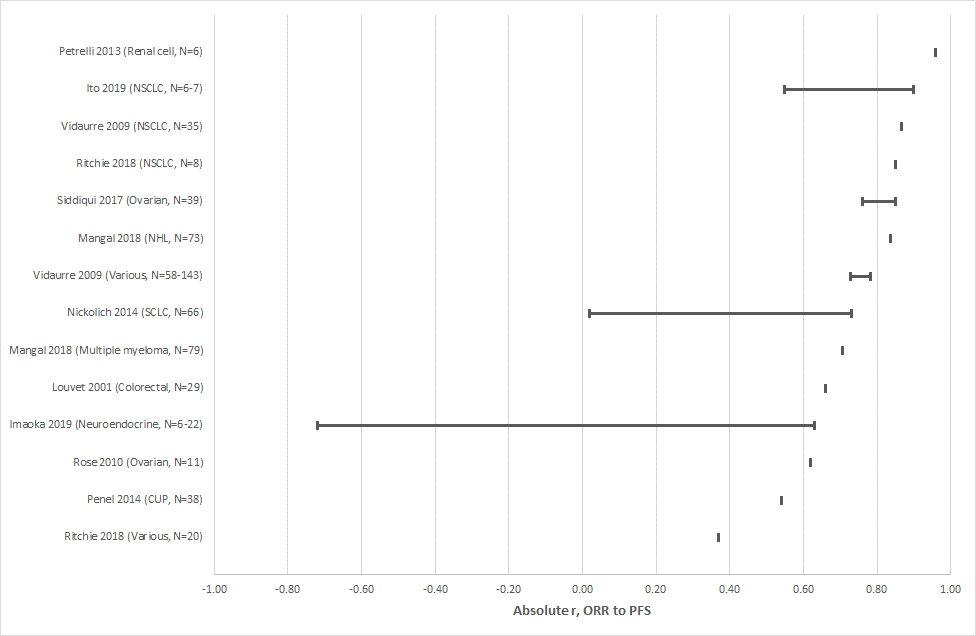 Petrelli 2013 (Renal cell, N=6)
Ito 2019 (NSCLC, N=6-7)
Vidaurre 2009 (NSCLC, N=35)
Ritchie 2018 (NSCLC, N=8)
Siddiqui 2017 (Ovarian, N=39)
Mangal 2018 (NHL, N=73)
Vidaurre 2009 (Various, N=58-143)
Nickolich 2014 (SCLC, N=66)
Mangal 2018 (Multiple myeloma, N=79)
Louvet 2001 (Colorectal, N=29)
Imaoka 2019 (Neuroendocrine, N=6-22)
Rose 2010 (Ovarian, N=11)
Penel 2014 (CUP, N=38)
Ritchie 2018 (Various, N=20)
-1.00 -0.80 -0.60 -0.40 -0.20 0.00 0.20 0.40 0.60 0.80 1.00
Absolute r, ORR to PFS